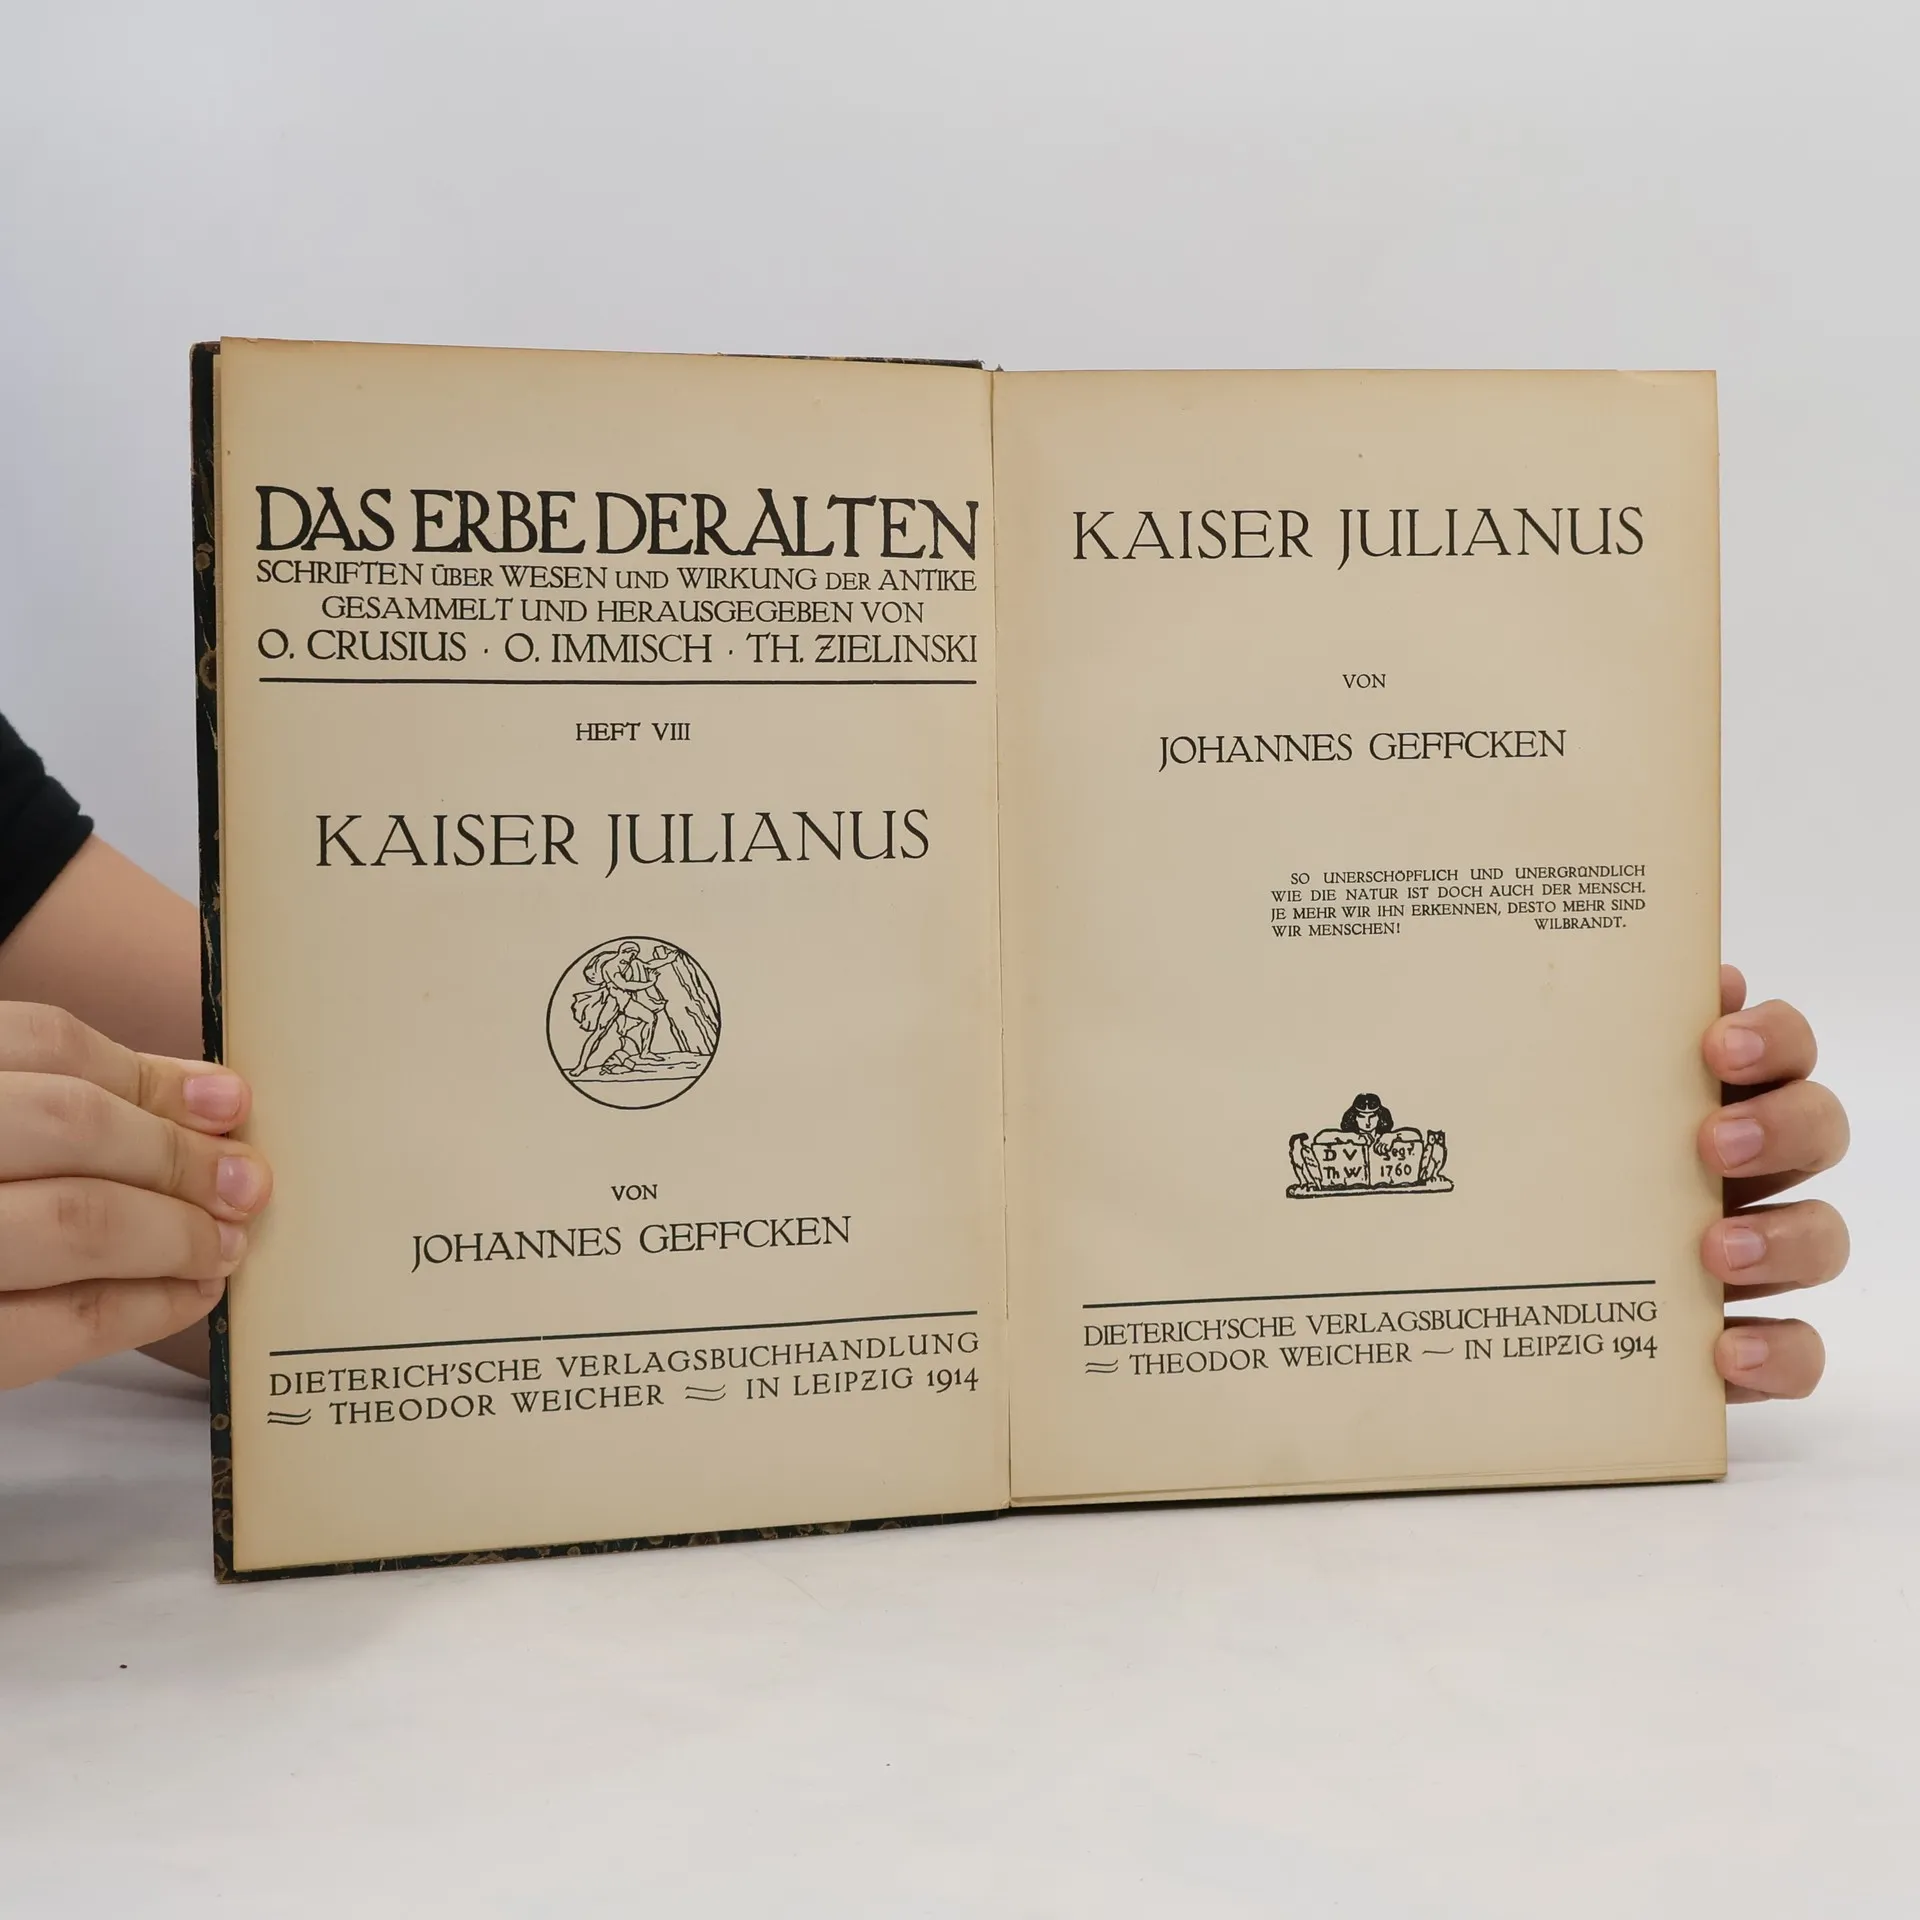 DAS ERBE DER ALTEN
SCHRIFTEN ÜBER WESEN UND WIRKUNG DER ANTIKE
GESAMMELT UND HERAUSGEGEBEN VON
O. CRUSIUS · O. IMMISCH · TH. ZIELINSKI
HEFT VIII
KAISER JULIANUS
VON
JOHANNES GEFFCKEN
DIETERICH'SCHE VERLAGSBUCHHANDLUNG
THEODOR WEICHER IN LEIPZIG 1914
KAISER JULIANUS
VON
JOHANNES GEFFCKEN
SO UNERSCHÖPFLICH UND UNERGRÜNDLICH
WIE DIE NATUR IST DOCH AUCH DER MENSCH.
JE MEHR WIR IHN ERKENNEN, DESTO MEHR SIND
WIR MENSCHEN! WILBRANDT.
D V gegr.
Th W. 1760
DIETERICH'SCHE VERLAGSBUCHHANDLUNG
THEODOR WEICHER — IN LEIPZIG 1914